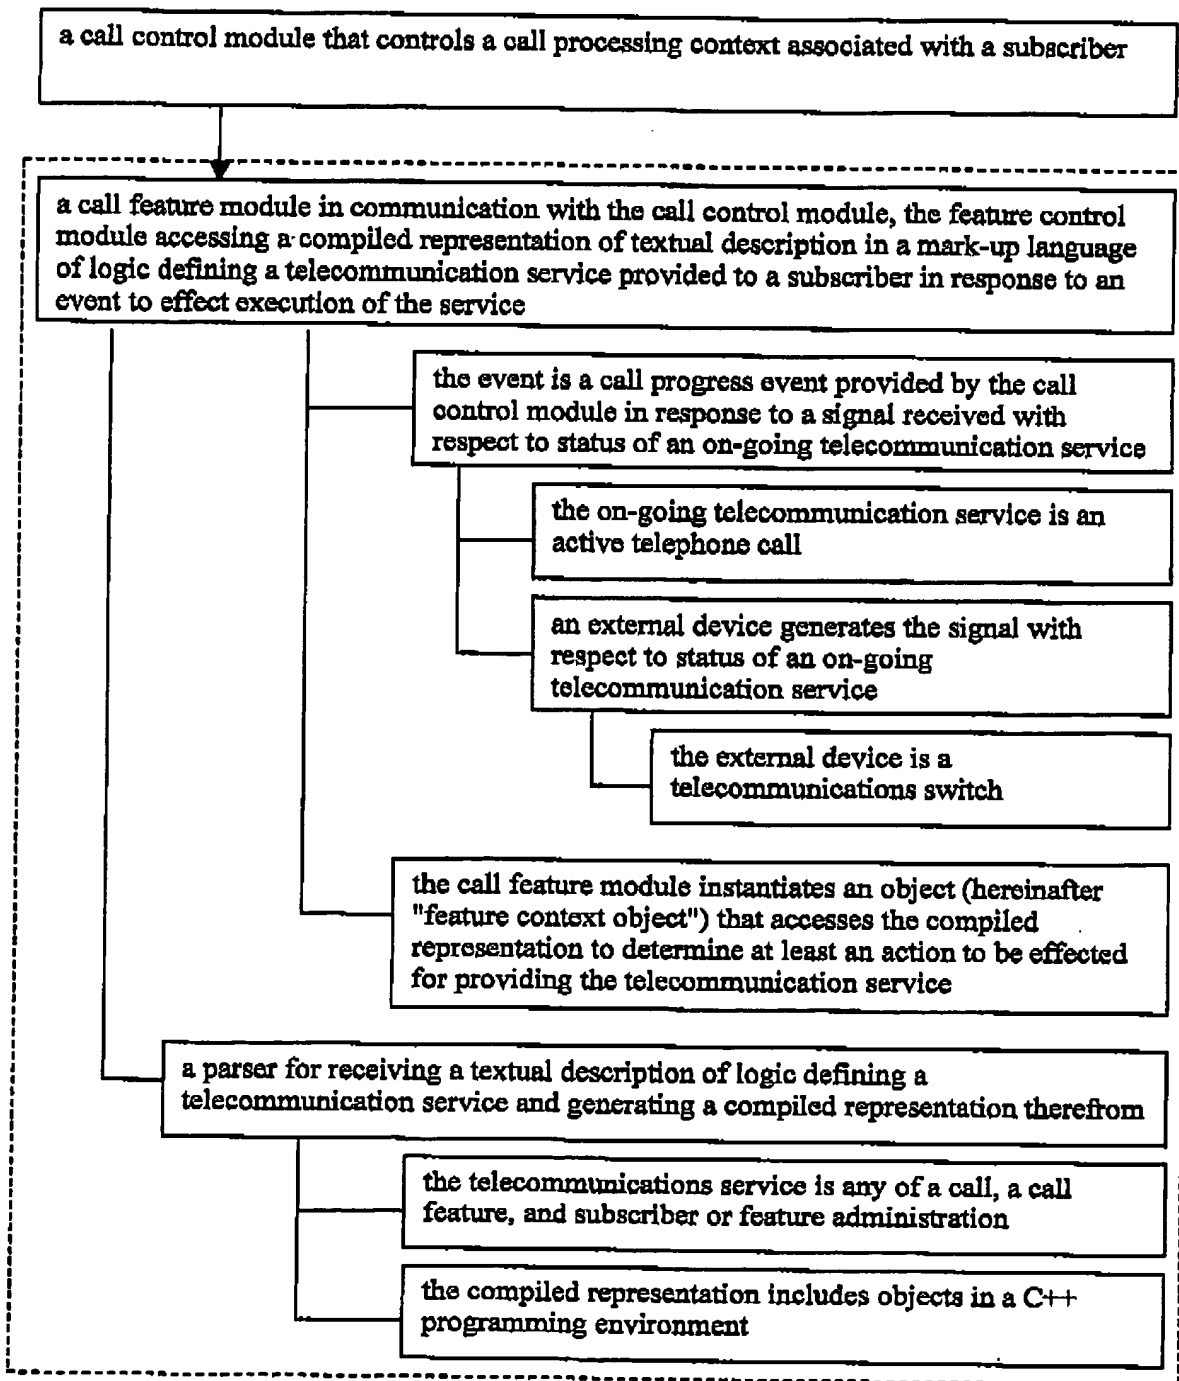 a call control module that controls a call processing context associated with a subscriber
a call feature module in communication with the call control module, the feature control
module accessing a compiled representation of textual description in a mark-up language
of logic defining a telecommunication service provided to a subscriber in response to an
event to effect execution of the service
the event is a call progress event provided by the call
control module in response to a signal received with
respect to status of an on-going telecommunication service
the on-going telecommunication service is an
active telephone call
an external device generates the signal with
respect to status of an on-going
telecommunication service
the external device is a
telecommunications switch
the call feature module instantiates an object (hereinafter
"feature context object") that accesses the compiled
representation to determine at least an action to be effected
for providing the telecommunication service
a parser for receiving a textual description of logic defining a
telecommunication service and generating a compiled representation therefrom
the telecommunications service is any of a call, a call
feature, and subscriber or feature administration
the compiled representation includes objects in a C++
programming environment